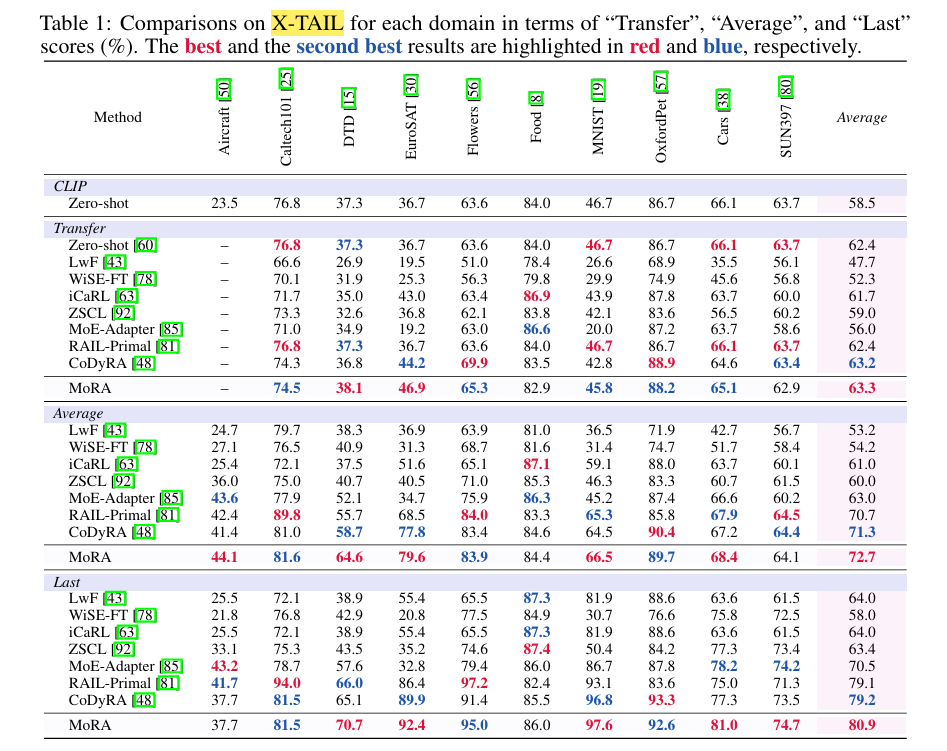 Table 1: Comparisons on X-TAIL for each domain in terms of “Transfer”, “Average”, and “Last”
scores (%). The best and the second best results are highlighted in red and blue, respectively.
Method Aircraft [50] Caltech101 [25] DTD [15] EuroSAT [30] Flowers [56] Food [8] MNIST [19] OxfordPet [57] Cars [38] SUN397 [80] Average
CLIP
Zero-shot 23.5 76.8 37.3 36.7 63.6 84.0 46.7 86.7 66.1 63.7 58.5
Transfer
Zero-shot [60] – 76.8 37.3 36.7 63.6 84.0 46.7 86.7 66.1 63.7 62.4
LwF [43] – 66.6 26.9 19.5 51.0 78.4 26.6 68.9 35.5 56.1 47.7
WiSE-FT [78] – 70.1 31.9 25.3 56.3 79.8 29.9 74.9 45.6 56.8 52.3
iCaRL [63] – 71.7 35.0 43.0 63.4 86.9 43.9 87.8 63.7 60.0 61.7
ZSCL [92] – 73.3 32.6 36.8 62.1 83.8 42.1 83.6 56.5 60.2 59.0
MoE-Adapter [85] – 71.0 34.9 19.2 63.0 86.6 20.0 87.2 63.7 58.6 56.0
RAIL-Primal [81] – 76.8 37.3 36.7 63.6 84.0 46.7 86.7 66.1 63.7 62.4
CoDyRA [48] – 74.3 36.8 44.2 69.9 83.5 42.8 88.9 64.6 63.4 63.2
MoRA – 74.5 38.1 46.9 65.3 82.9 45.8 88.2 65.1 62.9 63.3
Average
LwF [43] 24.7 79.7 38.3 36.9 63.9 81.0 36.5 71.9 42.7 56.7 53.2
WiSE-FT [78] 27.1 76.5 40.9 31.3 68.7 81.6 31.4 74.7 51.7 58.4 54.2
iCaRL [63] 25.4 72.1 37.5 51.6 65.1 87.1 59.1 88.0 63.7 60.1 61.0
ZSCL [92] 36.0 75.0 40.7 40.5 71.0 85.3 46.3 83.3 60.7 61.5 60.0
MoE-Adapter [85] 43.6 77.9 52.1 34.7 75.9 86.3 45.2 87.4 66.6 60.2 63.0
RAIL-Primal [81] 42.4 89.8 55.7 68.5 84.0 83.3 65.3 85.8 67.9 64.5 70.7
CoDyRA [48] 41.4 81.0 58.7 77.8 83.4 84.6 64.5 90.4 67.2 64.4 71.3
MoRA 44.1 81.6 64.6 79.6 83.9 84.4 66.5 89.7 68.4 64.1 72.7
Last
LwF [43] 25.5 72.1 38.9 55.4 65.5 87.3 81.9 88.6 63.6 61.5 64.0
WiSE-FT [78] 21.8 76.8 42.9 20.8 77.5 84.9 30.7 76.6 75.8 72.5 58.0
iCaRL [63] 25.5 72.1 38.9 55.4 65.5 87.3 81.9 88.6 63.6 61.5 64.0
ZSCL [92] 33.1 75.3 43.5 35.2 74.6 87.4 50.4 84.2 77.3 73.4 63.4
MoE-Adapter [85] 43.2 78.7 57.6 32.8 79.4 86.0 86.7 87.8 78.2 74.2 70.5
RAIL-Primal [81] 41.7 94.0 66.0 86.4 97.2 82.4 93.1 83.6 75.0 71.3 79.1
CoDyRA [48] 37.7 81.5 65.1 89.9 91.4 85.5 96.8 93.3 77.3 73.5 79.2
MoRA 37.7 81.5 70.7 92.4 95.0 86.0 97.6 92.6 81.0 74.7 80.9